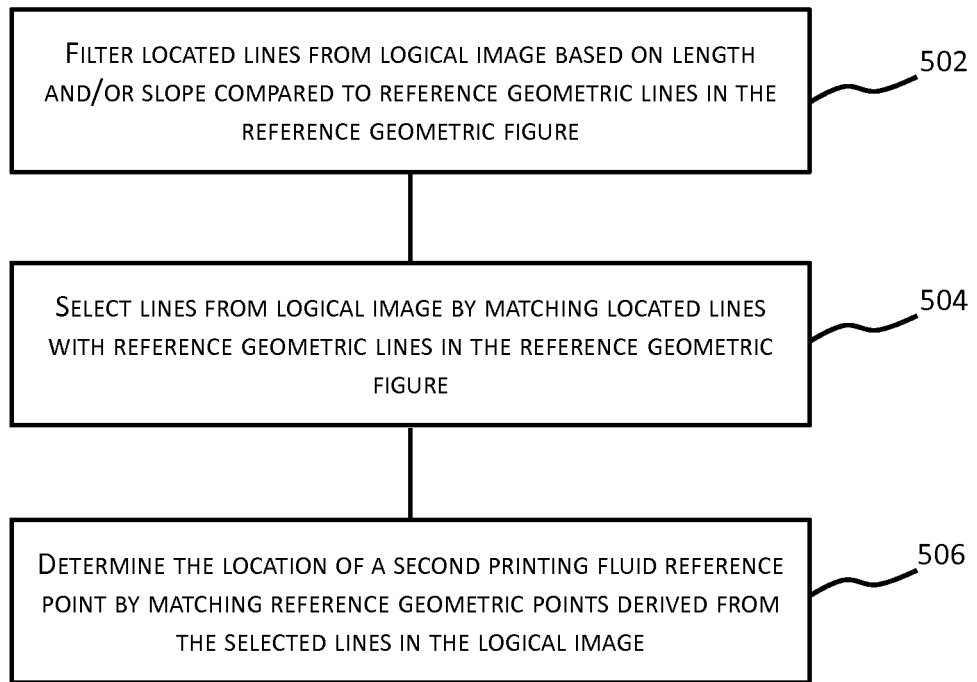 FILTER LOCATED LINES FROM LOGICAL IMAGE BASED ON LENGTH
AND/OR SLOPE COMPARED TO REFERENCE GEOMETRIC LINES IN THE
REFERENCE GEOMETRIC FIGURE
502
SELECT LINES FROM LOGICAL IMAGE BY MATCHING LOCATED LINES
WITH REFERENCE GEOMETRIC LINES IN THE REFERENCE GEOMETRIC
FIGURE
504
DETERMINE THE LOCATION OF A SECOND PRINTING FLUID REFERENCE
POINT BY MATCHING REFERENCE GEOMETRIC POINTS DERIVED FROM
THE SELECTED LINES IN THE LOGICAL IMAGE
506